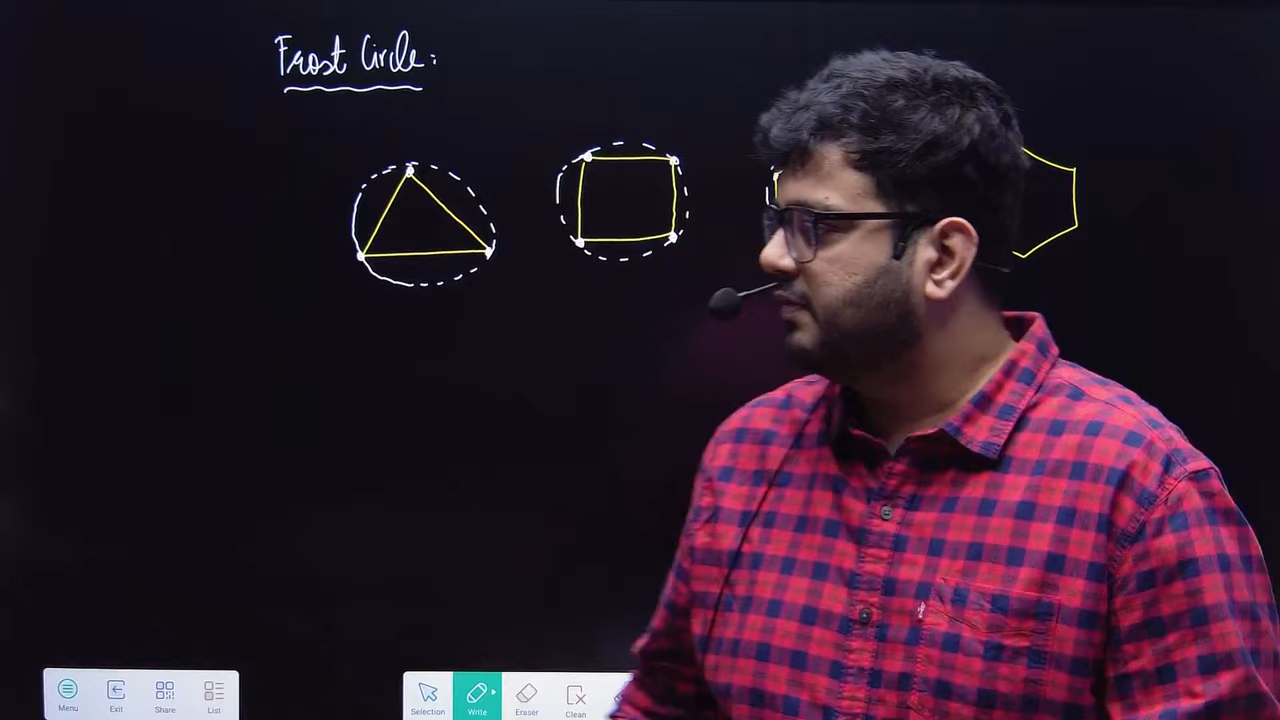 Frost Circle:
Menu
Exit
Share
List
Selection
Write
Eraser
Clean